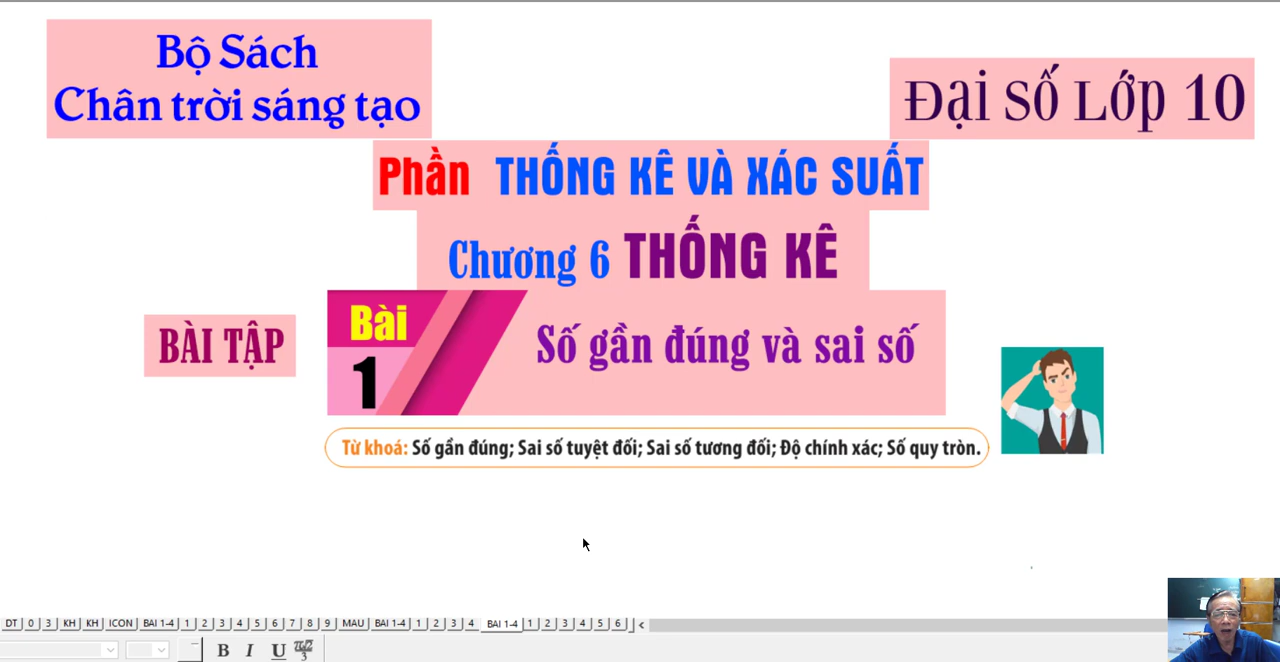 Bộ Sách
Chân trời sáng tạo
Đại Số Lớp 10
Phần THỐNG KÊ VÀ XÁC SUẤT
Chương 6 THỐNG KÊ
BÀI TẬP
Bài
1
Số gần đúng và sai số
Từ khoá: Số gần đúng; Sai số tuyệt đối; Sai số tương đối; Độ chính xác; Số quy tròn.
DT 0 3 KH KH ICON BAI 1-4 1 2 3 4 5 6 7 8 9 MAU BAI 1-4 1 2 3 4 BAI 1-4 1 2 3 4 5 6
B I U